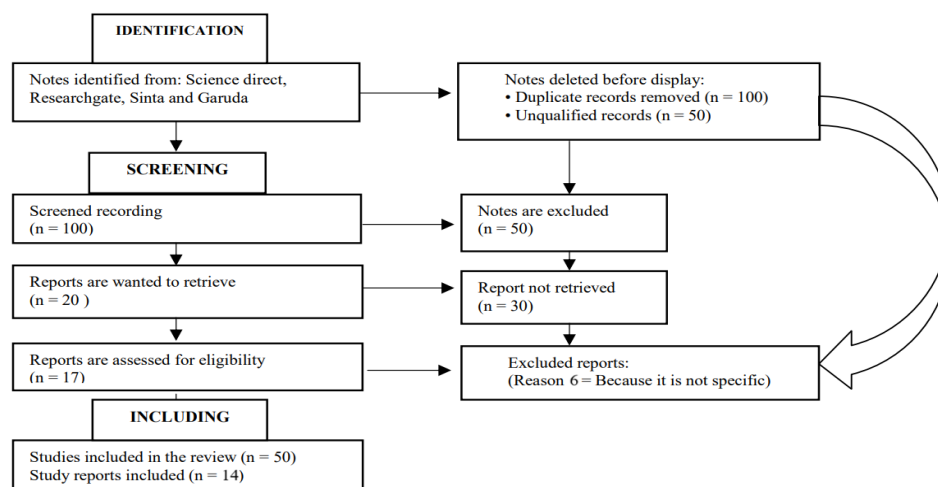 IDENTIFICATION
Notes identified from: Science direct,
Researchgate, Sinta and Garuda
Notes deleted before display:
• Duplicate records removed (n = 100)
• Unqualified records (n = 50)
SCREENING
Screened recording
(n = 100)
Notes are excluded
(n = 50)
Reports are wanted to retrieve
(n = 20 )
Report not retrieved
(n = 30)
Reports are assessed for eligibility
(n = 17)
Excluded reports:
(Reason 6 = Because it is not specific)
INCLUDING
Studies included in the review (n = 50)
Study reports included (n = 14)